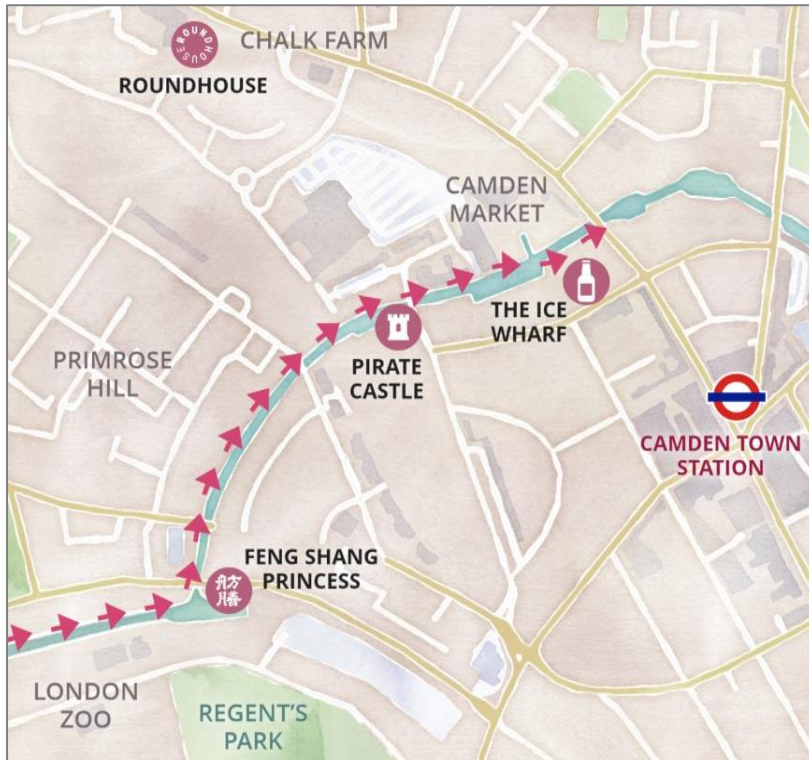 ROUNDHOUSE
CHALK FARM
ROUNDHOUSE
CAMDEN
MARKET
THE ICE
WHARF
PIRATE
CASTLE
PRIMROSE
HILL
CAMDEN TOWN
STATION
FENG SHANG
PRINCESS
LONDON
ZOO
REGENT'S
PARK